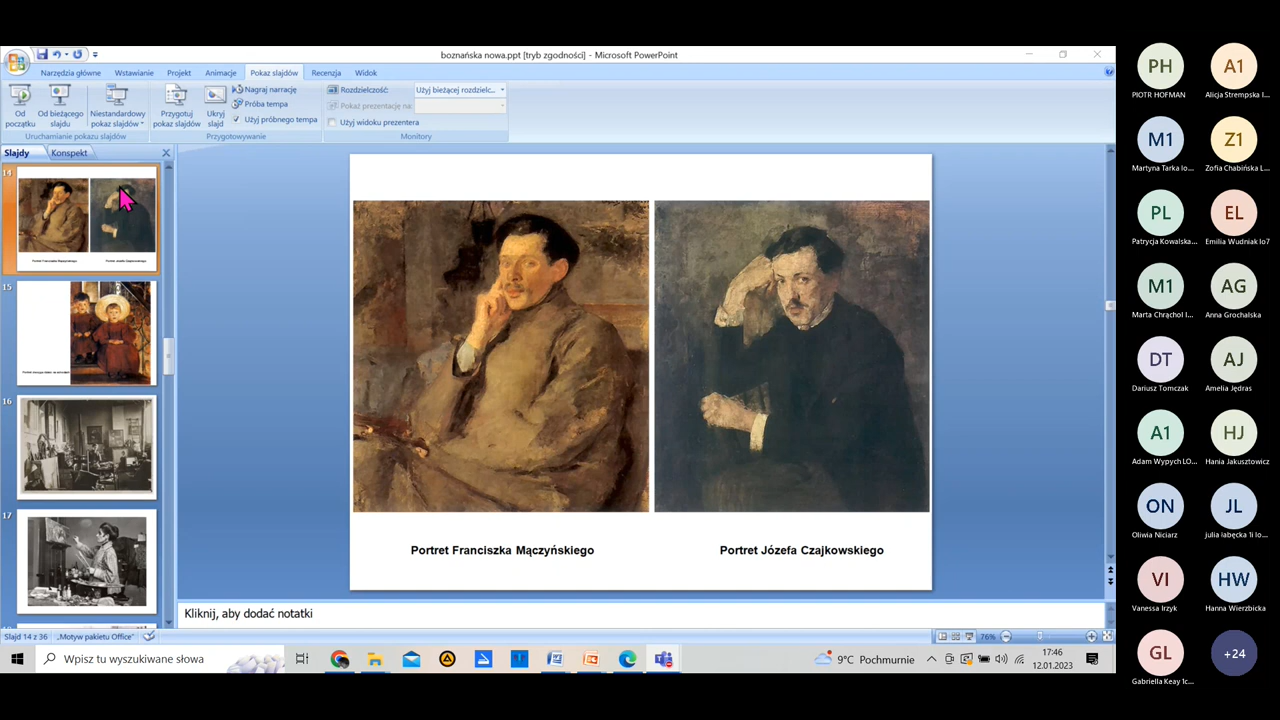 boznańska nowa.ppt [tryb zgodności] - Microsoft PowerPoint
Narzędzia główne
Wstawianie
Projekt
Animacje
Pokaz slajdów
Recenzja
Widok
Od początku
Od bieżącego slajdu
Niestandardowy pokaz slajdów
Uruchamianie pokazu slajdów
Przygotuj pokaz slajdów
Ukryj slajd
Nagraj narrację
Próba tempa
Użyj próbnego tempa
Przygotowywanie
Rozdzielczość:
Użyj bieżącej rozdzielc...
Pokaż prezentację na:
Użyj widoku prezentera
Monitory
Slajdy
Konspekt
14
15
16
17
Portret Franciszka Mączyńskiego
Portret Józefa Czajkowskiego
Kliknij, aby dodać notatki
Slajd 14 z 36
„Motyw pakietu Office”
76%
Wpisz tu wyszukiwane słowa
9°C Pochmurnie
17:46
12.01.2023
PH
PIOTR HOFMAN
A1
Alicja Strempska I...
M1
Martyna Tarka lo...
Z1
Zofia Chabińska L...
PL
Patrycja Kowalska...
EL
Emilia Wudniak lo7
M1
Marta Chrąchol I...
AG
Anna Grochalska
DT
Dariusz Tomczak
AJ
Amelia Jędras
A1
Adam Wypych LO...
HJ
Hania Jakusztowicz
ON
Oliwia Niciarz
JL
julia łabęcka 1i lo...
VI
Vanessa Irzyk
HW
Hanna Wierzbicka
GL
Gabriella Keay 1c...
+24